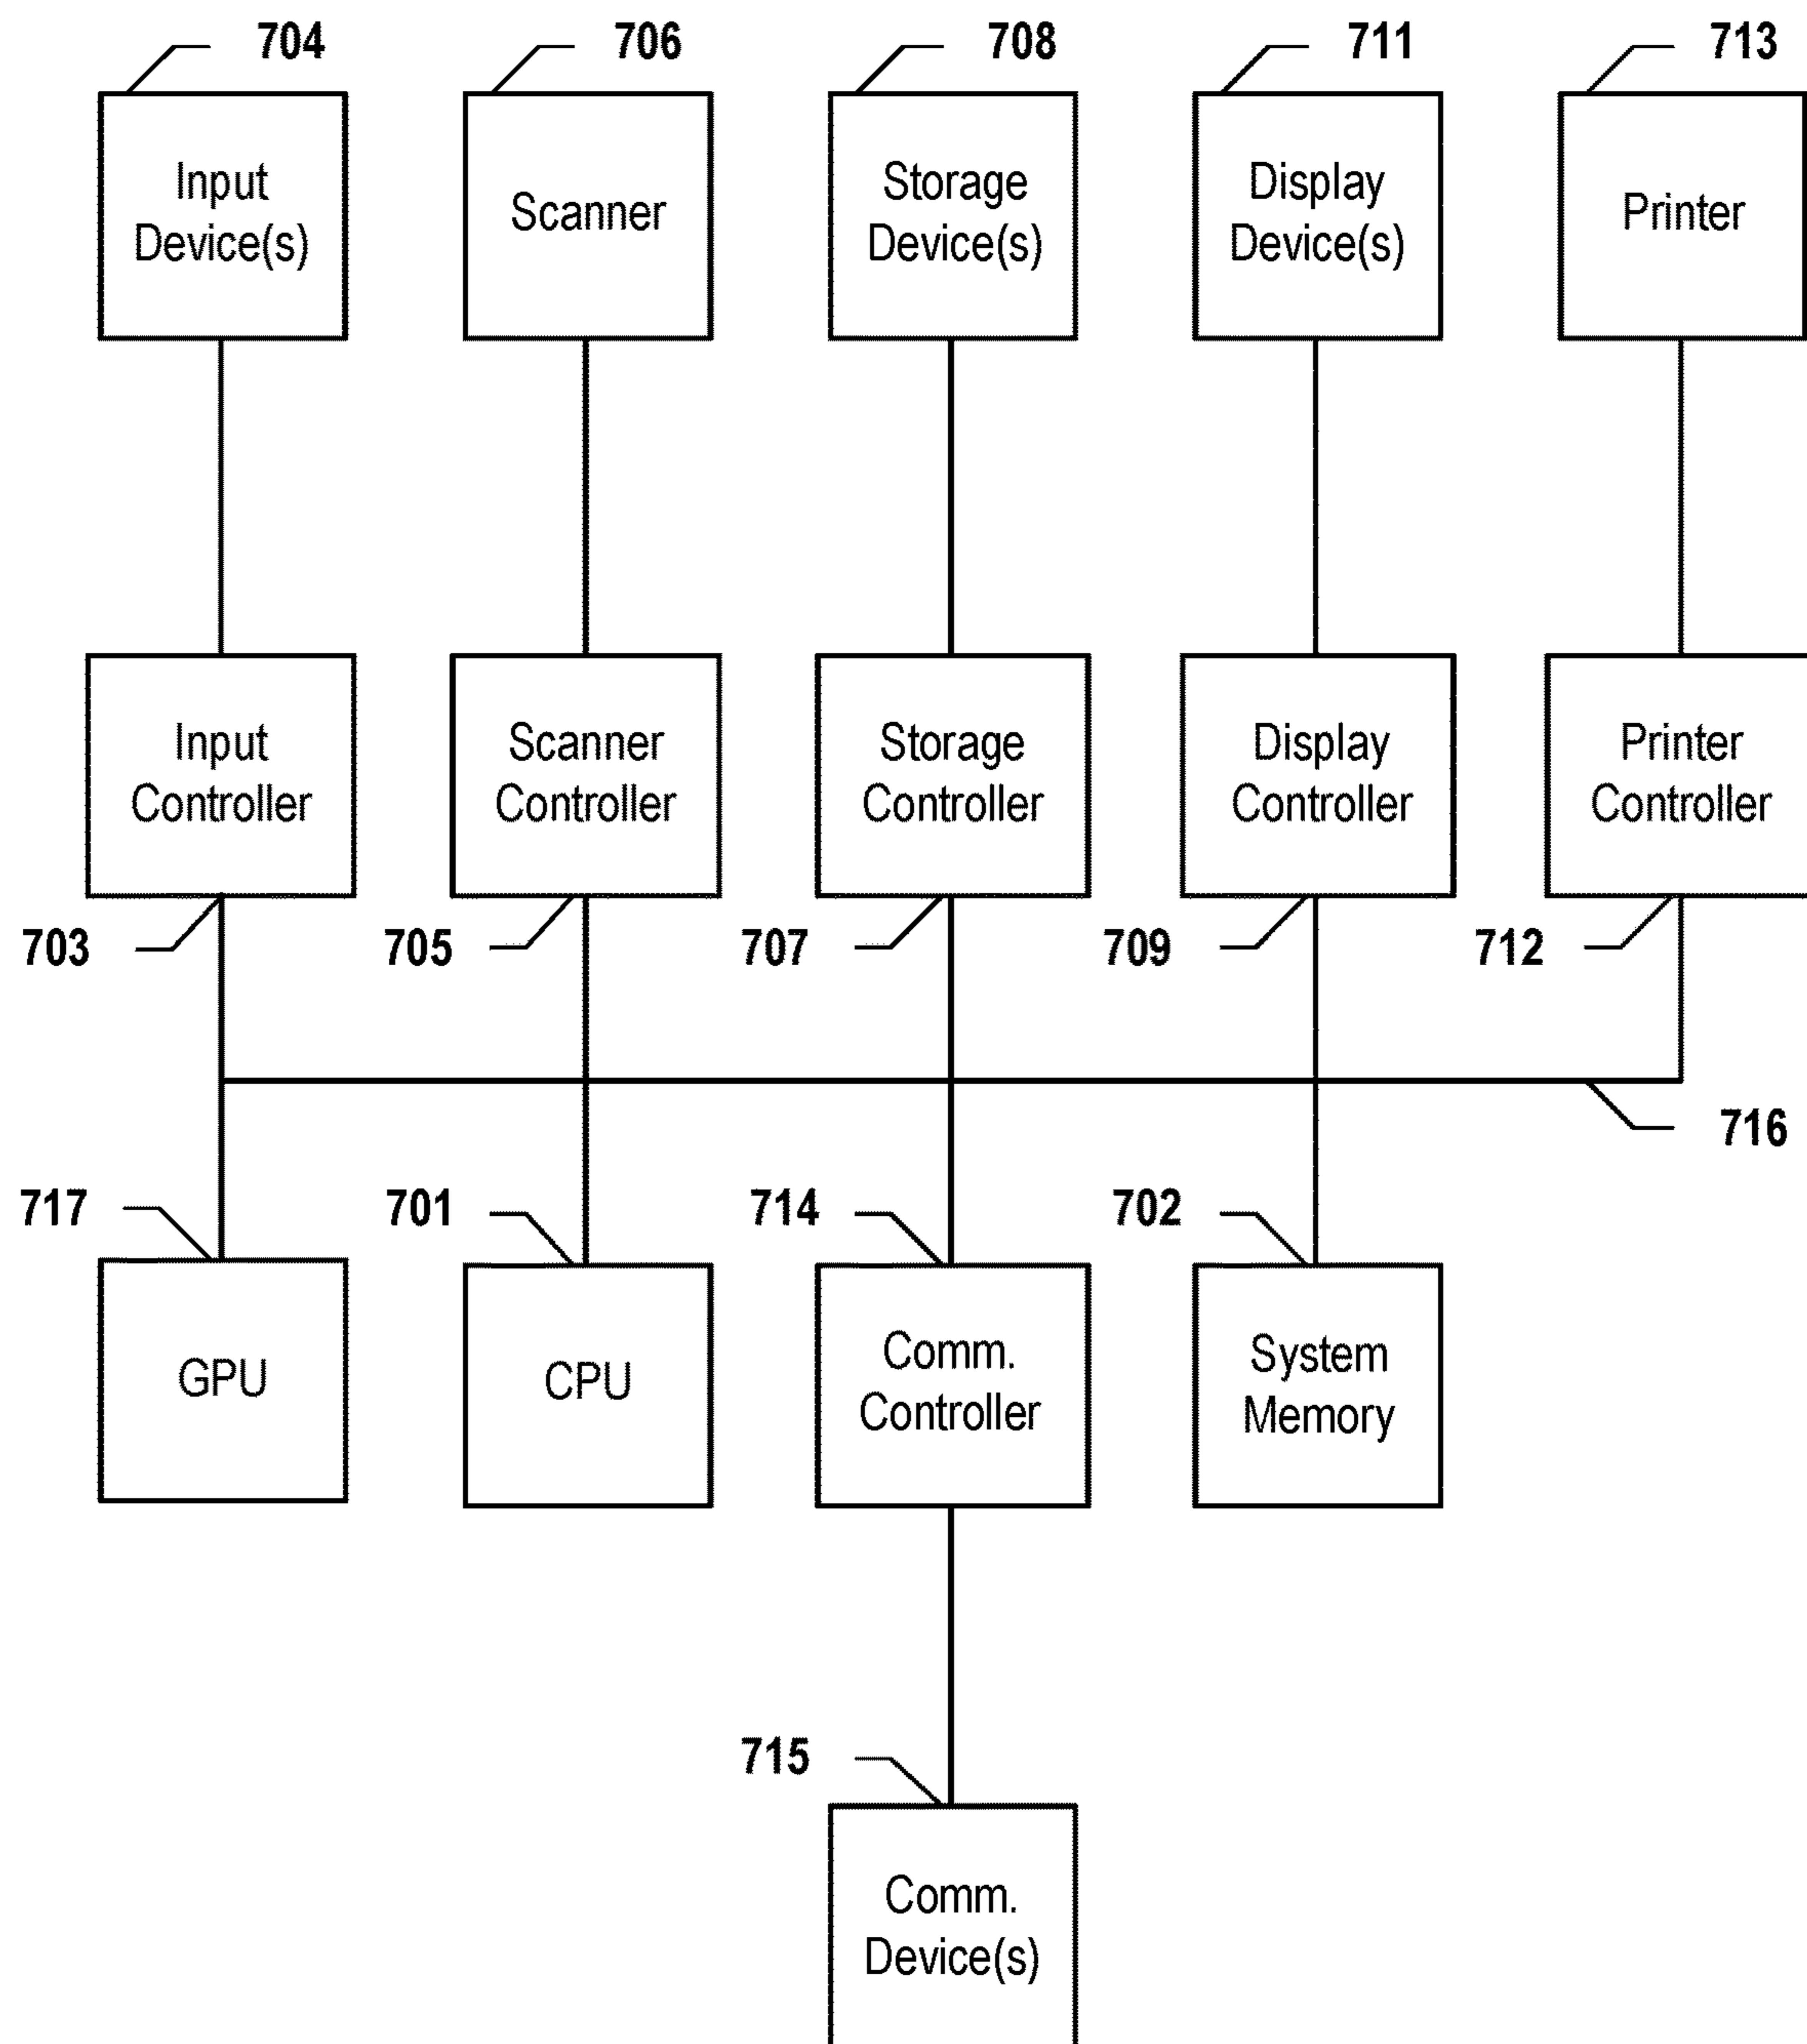 704
706
708
711
713
Input
Device(s)
Scanner
Storage
Device(s)
Display
Device(s)
Printer
Input
Controller
Scanner
Controller
Storage
Controller
Display
Controller
Printer
Controller
703
705
707
709
712
716
717
701
714
702
GPU
CPU
Comm.
Controller
System
Memory
715
Comm.
Device(s)